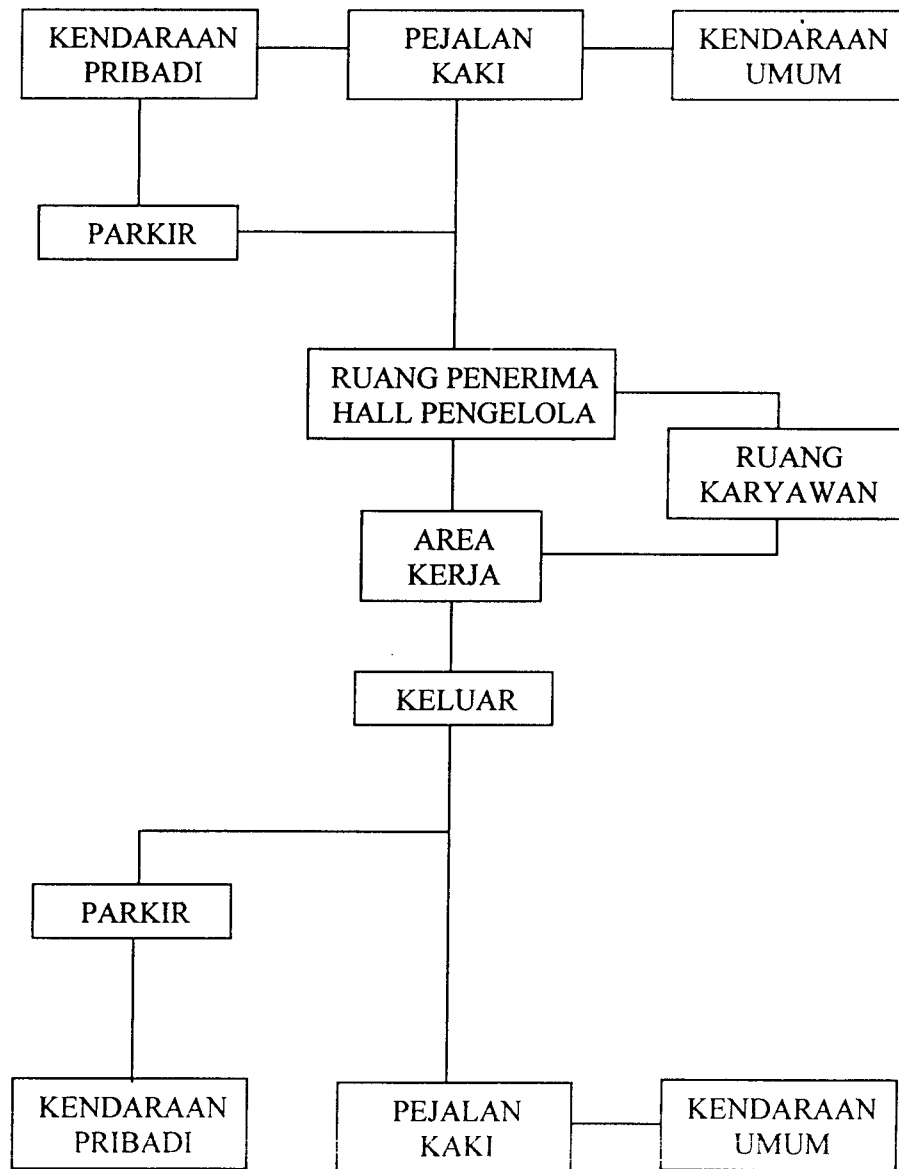 KENDARAAN
PRIBADI
PEJALAN
KAKI
KENDARAAN
UMUM
PARKIR
RUANG PENERIMA
HALL PENGELOLA
RUANG
KARYAWAN
AREA
KERJA
KELUAR
PARKIR
KENDARAAN
PRIBADI
PEJALAN
KAKI
KENDARAAN
UMUM